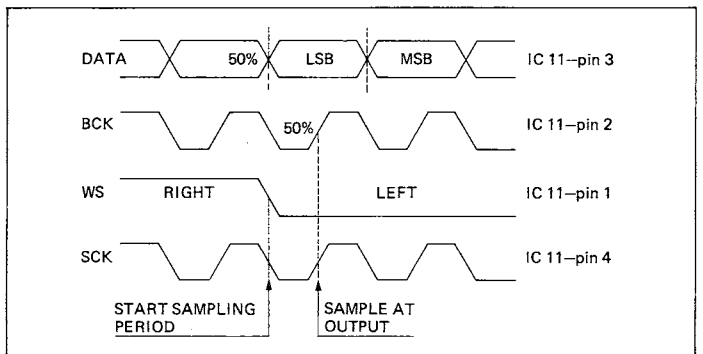 DATA 50% LSB MSB IC 11—pin 3
BCK 50% IC 11—pin 2
WS RIGHT LEFT IC 11—pin 1
SCK IC 11—pin 4
START SAMPLING PERIOD
SAMPLE AT OUTPUT